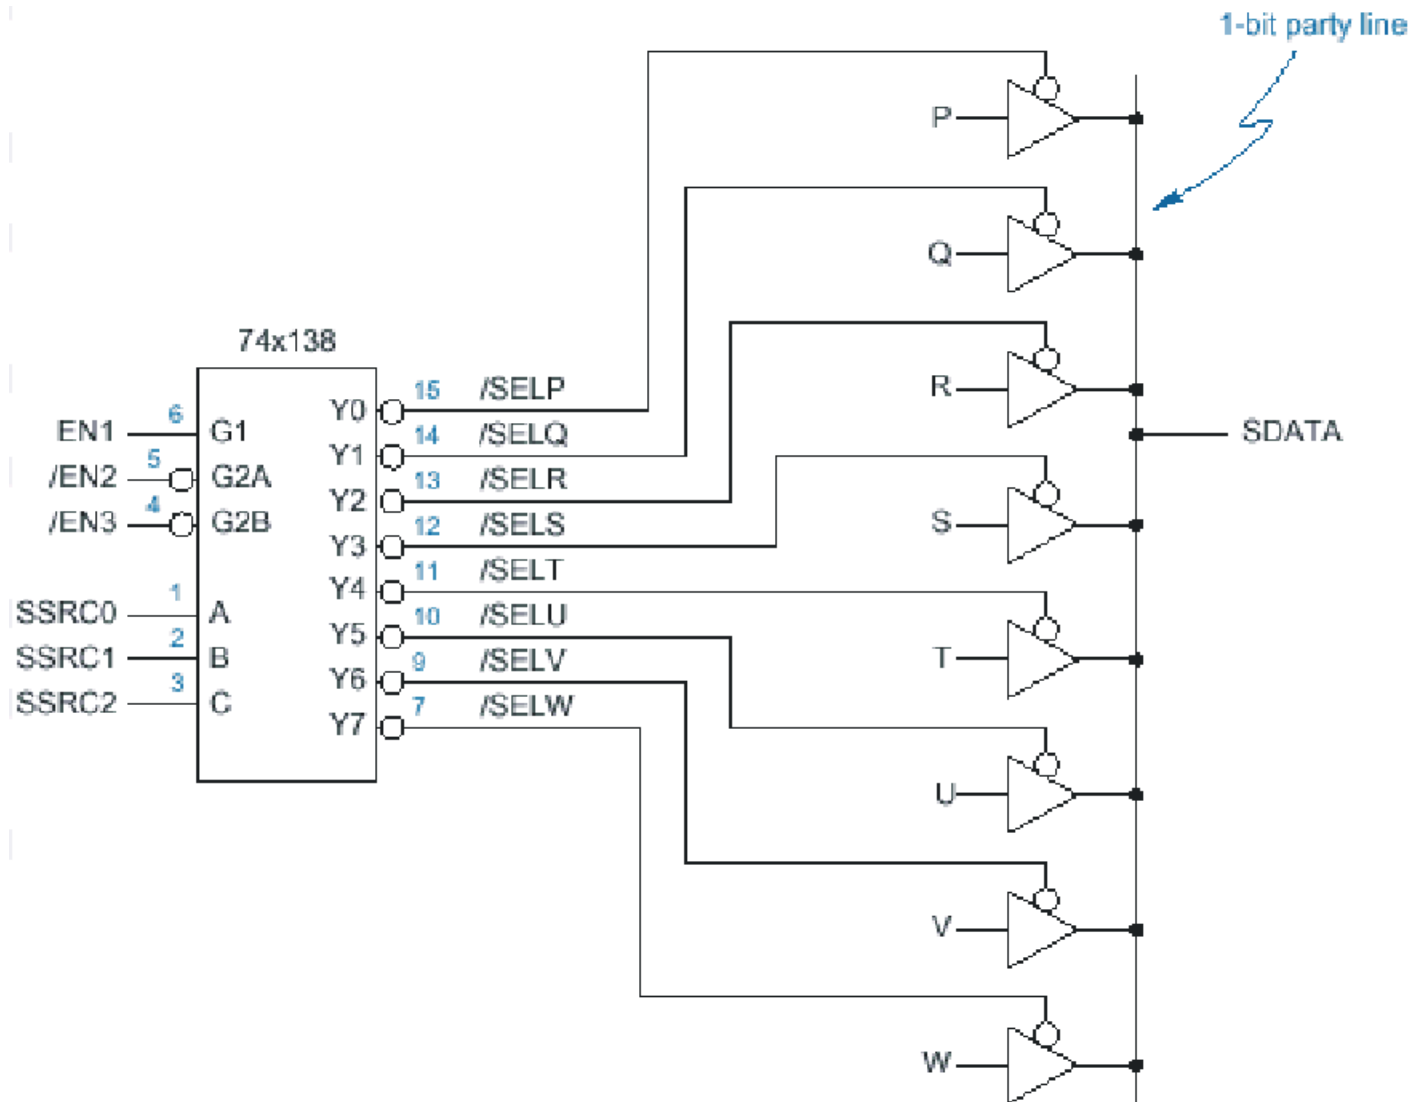 1-bit party line
P
Q
74x138
R
15 /SELP
Y0
6
EN1 G1
14 /SELQ
SDATA
Y1
5
/EN2 G2A
13 /SELR
Y2
4
/EN3 G2B
12 /SELS
S
Y3
11 /SELT
Y4
1
SSRC0 A
10 /SELU
Y5
2
SSRC1 B
9 /SELV
T
Y6
3
SSRC2 C
7 /SELW
Y7
U
V
W